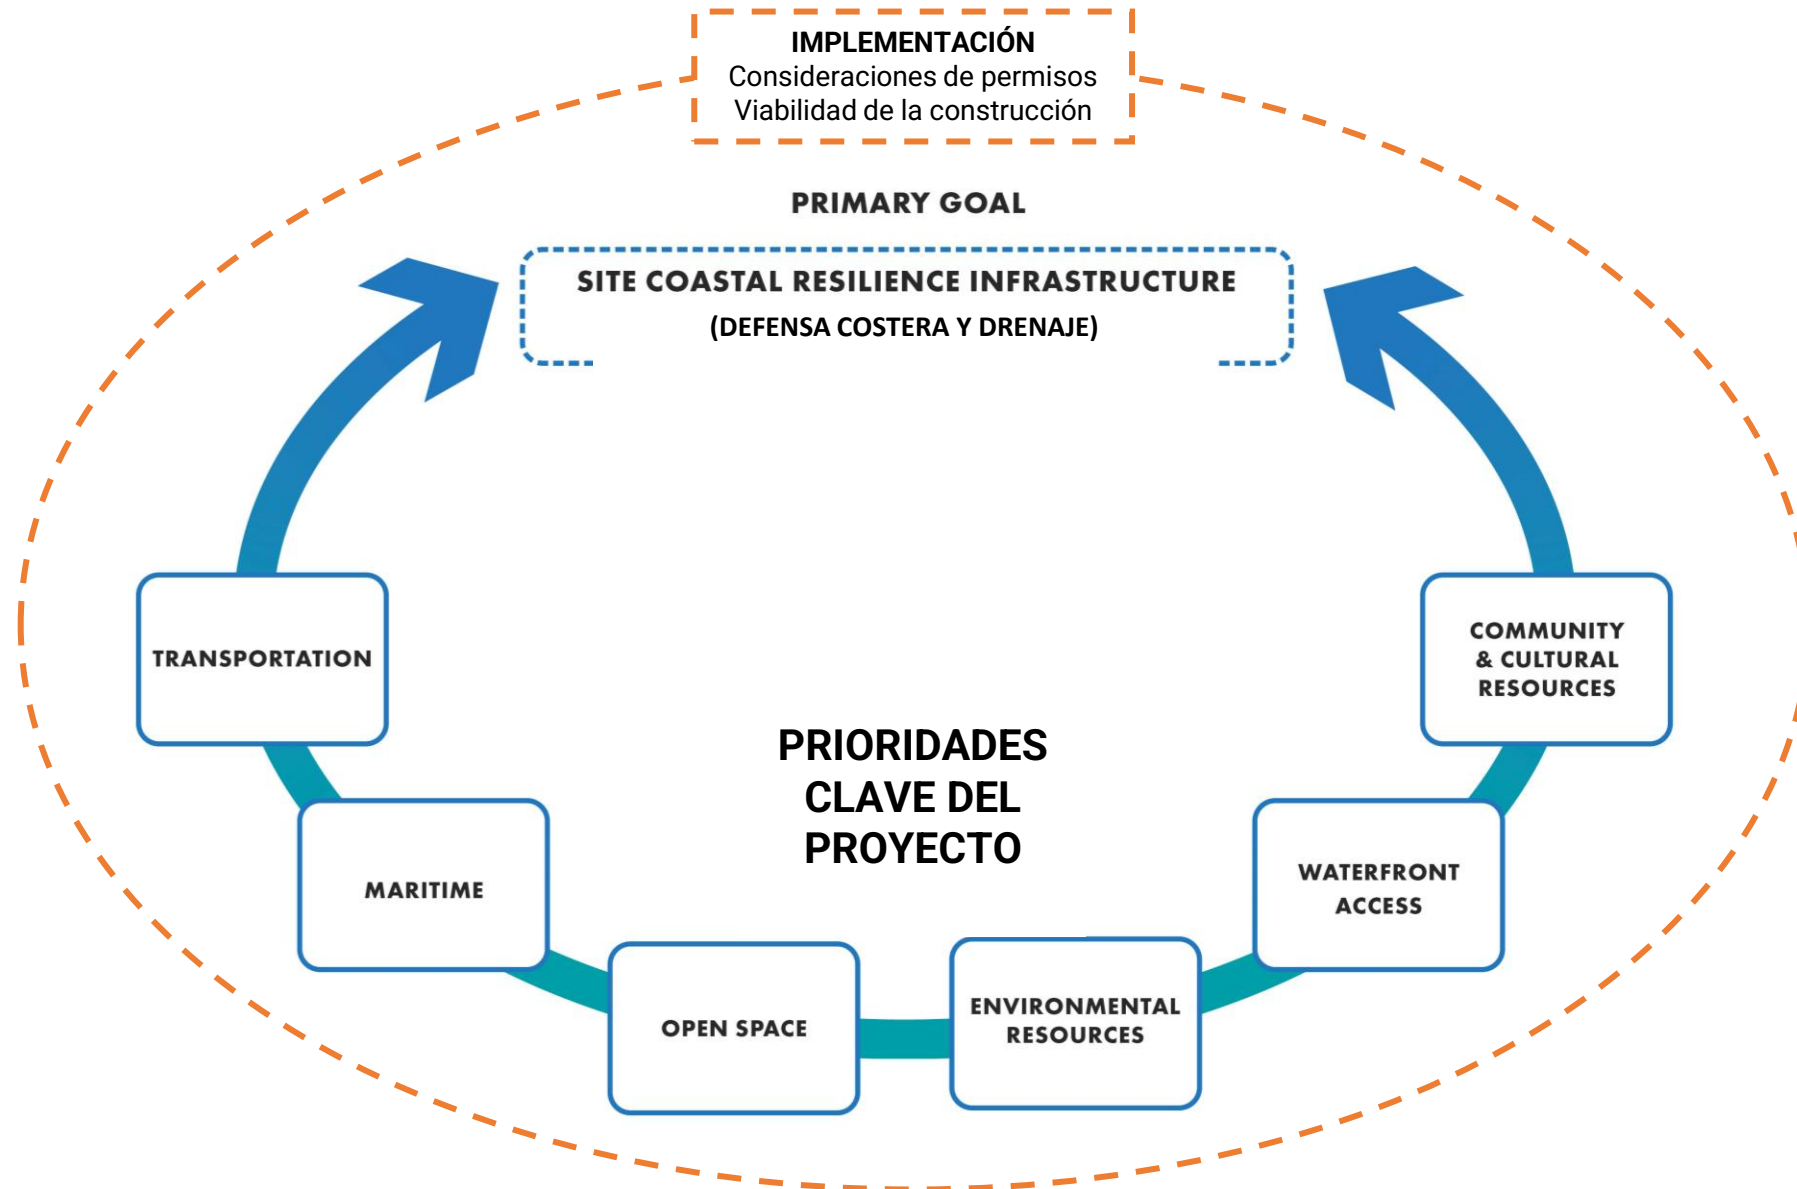 IMPLEMENTACIÓN
Consideraciones de permisos
Viabilidad de la construcción
PRIMARY GOAL
SITE COASTAL RESILIENCE INFRASTRUCTURE
(DEFENSA COSTERA Y DRENAJE)
TRANSPORTATION
COMMUNITY
& CULTURAL
RESOURCES
PRIORIDADES
CLAVE DEL
PROYECTO
MARITIME
WATERFRONT
ACCESS
OPEN SPACE
ENVIRONMENTAL
RESOURCES